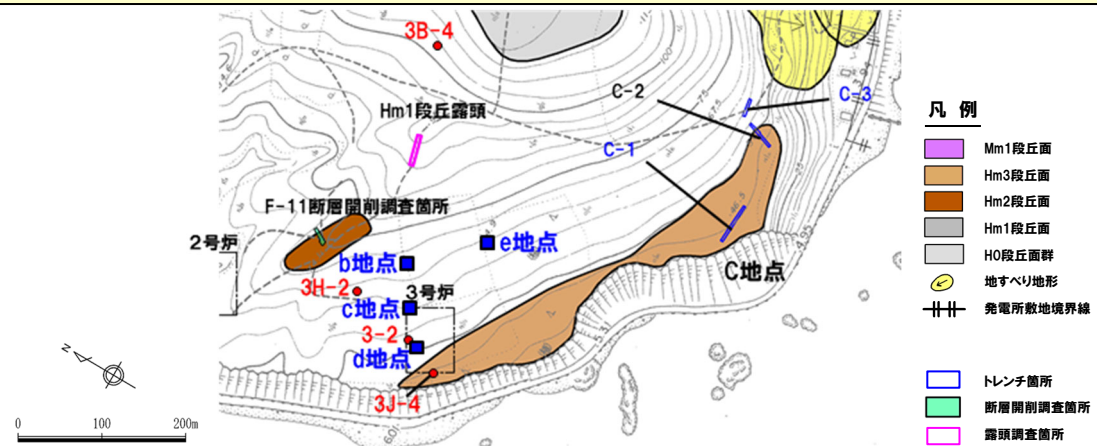 3B-4
C-2
C-3
Hm1段丘露頭
C-1
F-11断層開削調査箇所
2号炉
e地点
b地点
C地点
3H-2
3号炉
c地点
3-2
d地点
3J-4
100
75
46.5
N
0 100 200m
凡 例
Mm1段丘面
Hm3段丘面
Hm2段丘面
Hm1段丘面
HO段丘面群
地すべり地形
発電所敷地境界線
トレンチ箇所
断層開削調査箇所
露頭調査箇所